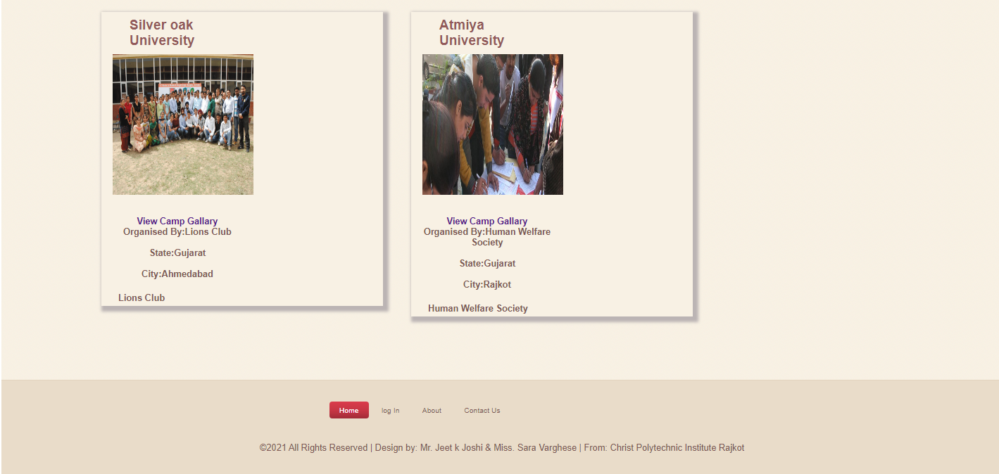 Silver oak
University
View Camp Gallary
Organised By:Lions Club
State:Gujarat
City:Ahmedabad
Lions Club
Atmiya
University
View Camp Gallary
Organised By:Human Welfare
Society
State:Gujarat
City:Rajkot
Human Welfare Society
Home log In About Contact Us
©2021 All Rights Reserved | Design by: Mr. Jeet k Joshi & Miss. Sara Varghese | From: Christ Polytechnic Institute Rajkot